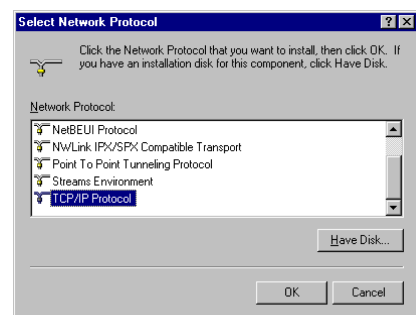 Select Network Protocol
Click the Network Protocol that you want to install, then click OK. If
you have an installation disk for this component, click Have Disk.
Network Protocol:
NetBEUI Protocol
NWLink IPX/SPX Compatible Transport
Point To Point Tunneling Protocol
Streams Environment
TCP/IP Protocol
Have Disk...
OK
Cancel